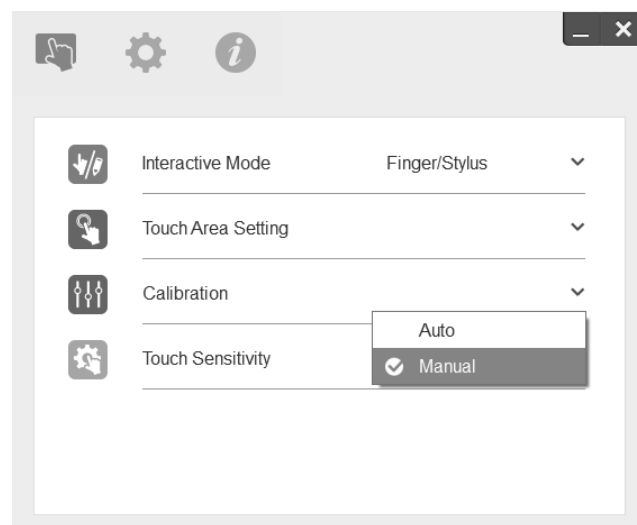 Interactive Mode Finger/Stylus
Touch Area Setting
Calibration
Auto
Touch Sensitivity
Manual